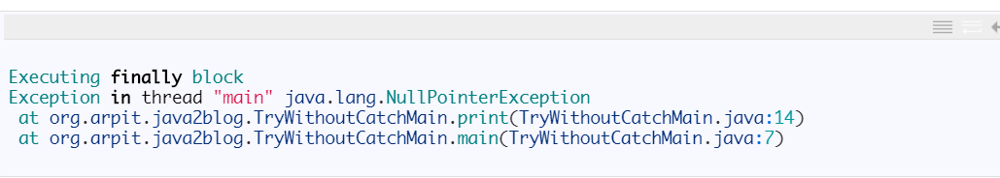 Executing finally block
Exception in thread "main" java.lang.NullPointerException
 at org.arpit.java2blog.TryWithoutCatchMain.print(TryWithoutCatchMain.java:14)
 at org.arpit.java2blog.TryWithoutCatchMain.main(TryWithoutCatchMain.java:7)